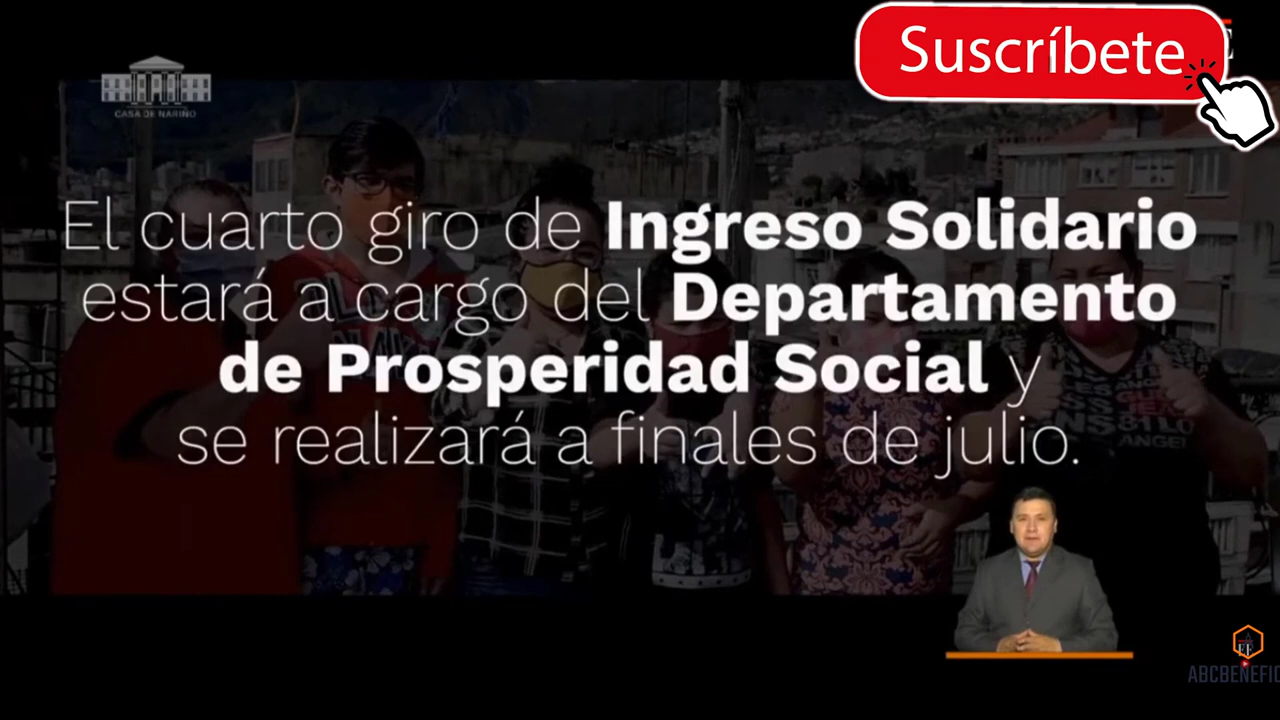 Suscríbete
CASA DE NARIÑO
El cuarto giro de Ingreso Solidario
estará a cargo del Departamento
de Prosperidad Social y
se realizará a finales de julio.
ABCBENEFIC